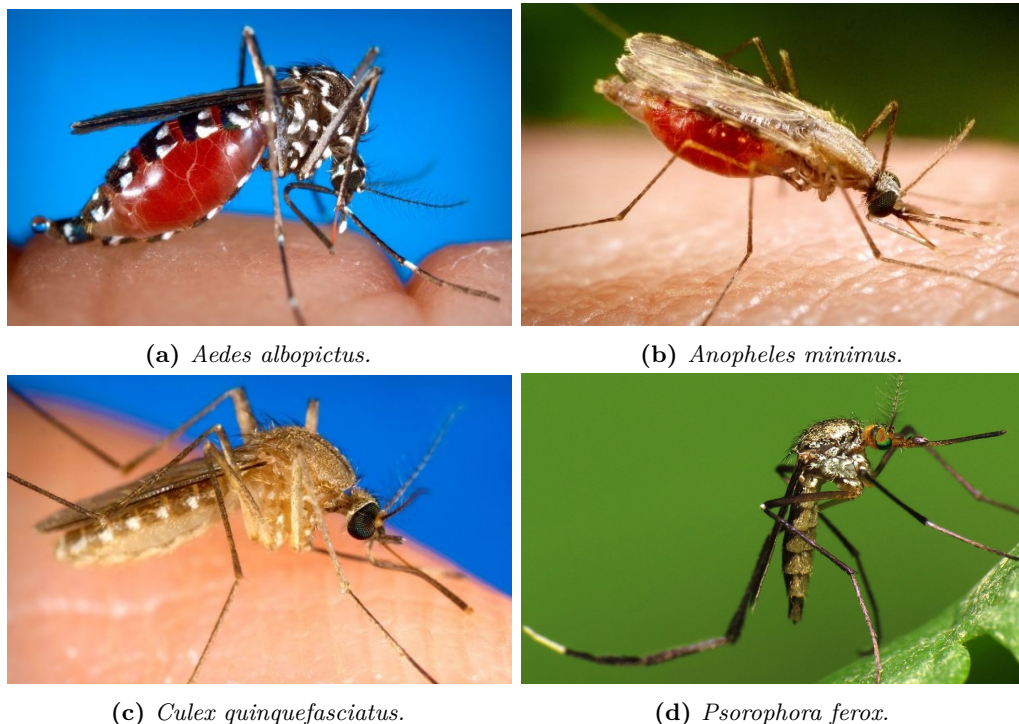 (a) Aedes albopictus.
(b) Anopheles minimus.
(c) Culex quinquefasciatus.
(d) Psorophora ferox.